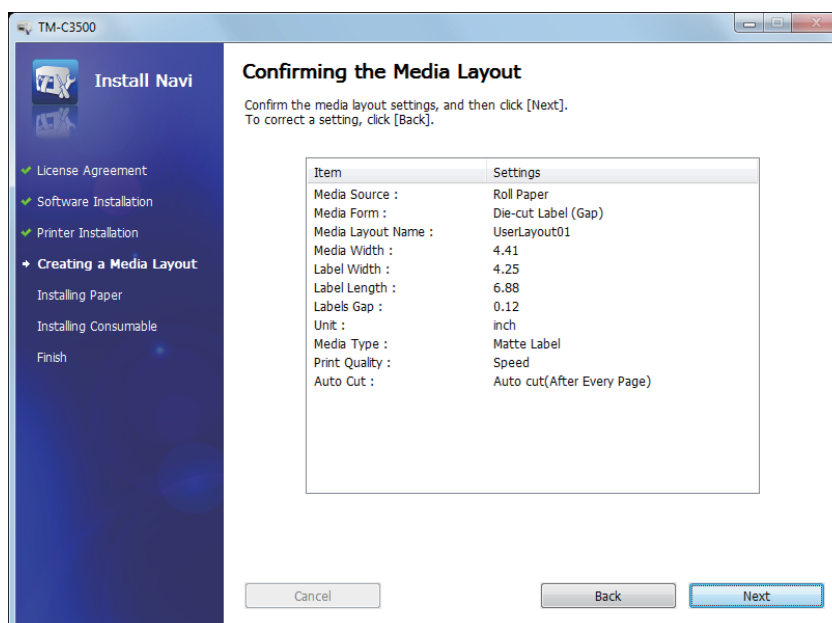 TM-C3500
Install Navi
License Agreement
Software Installation
Printer Installation
Creating a Media Layout
Installing Paper
Installing Consumable
Finish
Confirming the Media Layout
Confirm the media layout settings, and then click [Next].
To correct a setting, click [Back].
Item Settings
Media Source : Roll Paper
Media Form : Die-cut Label (Gap)
Media Layout Name : UserLayout01
Media Width : 4.41
Label Width : 4.25
Label Length : 6.88
Labels Gap : 0.12
Unit : inch
Media Type : Matte Label
Print Quality : Speed
Auto Cut : Auto cut(After Every Page)
Cancel Back Next